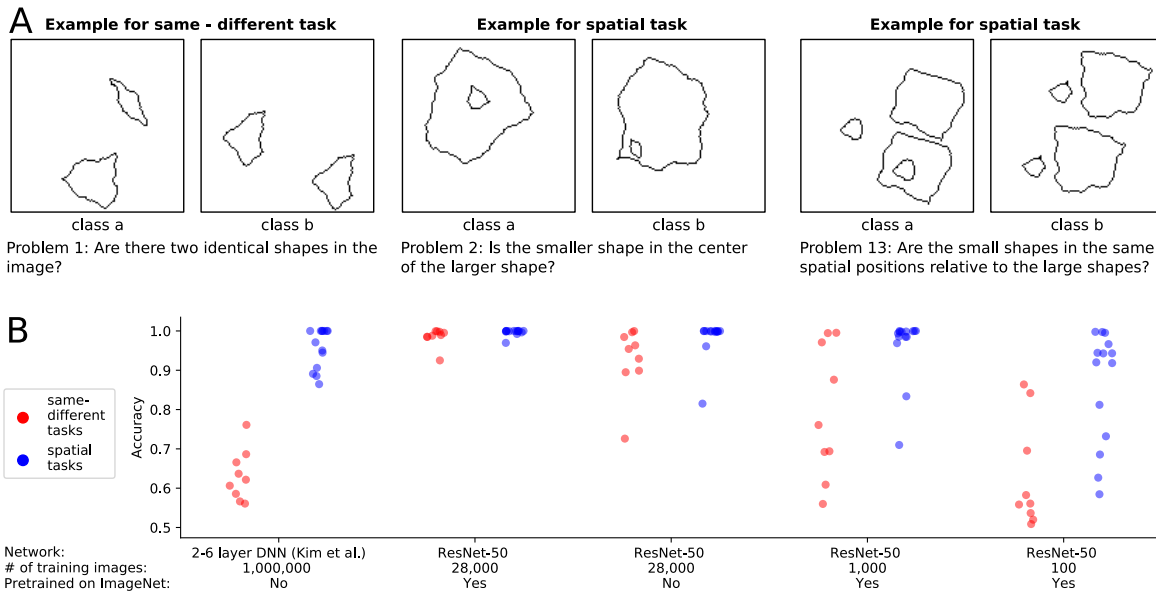 A
Example for same - different task
Example for spatial task
Example for spatial task
class a
class b
class a
class b
class a
class b
Problem 1: Are there two identical shapes in the
image?
Problem 2: Is the smaller shape in the center
of the larger shape?
Problem 13: Are the small shapes in the same
spatial positions relative to the large shapes?
B
same-
different
tasks
spatial
tasks
Accuracy
1.0
0.9
0.8
0.7
0.6
0.5
Network: 2-6 layer DNN (Kim et al.) ResNet-50 ResNet-50 ResNet-50 ResNet-50
# of training images: 1,000,000 28,000 28,000 1,000 100
Pretrained on ImageNet: No Yes No Yes Yes